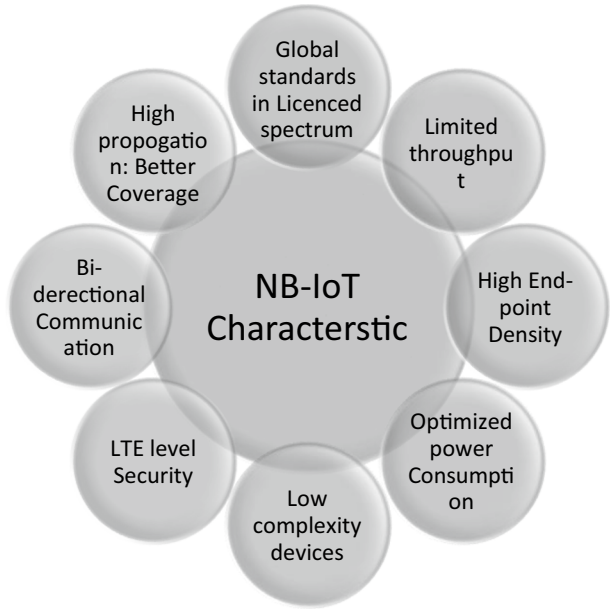 Global
standards
in Licenced
spectrum
Limited
throughpu
t
High End-
point
Density
Optimized
power
Consumpti
on
Low
complexity
devices
LTE level
Security
Bi-
derectional
Communic
ation
High
propogatio
n: Better
Coverage
NB-IoT
Characterstic